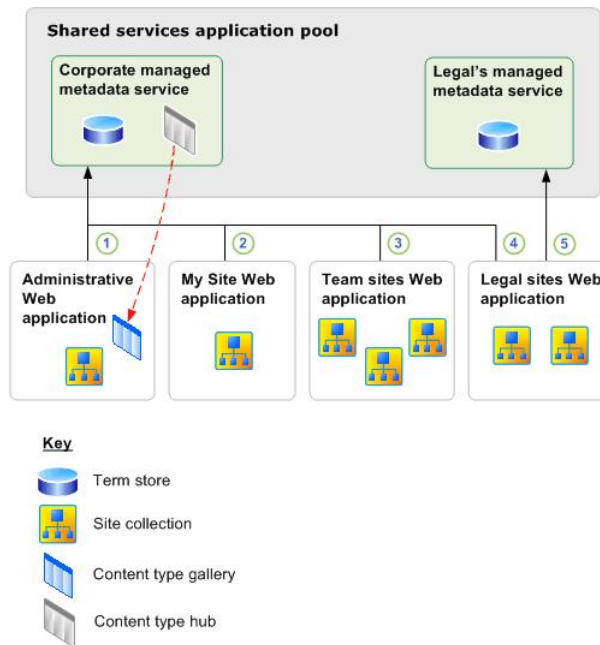 Shared services application pool
Corporate managed
metadata service
Legal's managed
metadata service
1
2
3
4
5
Administrative
Web
application
My Site Web
application
Team sites Web
application
Legal sites Web
application
Key
Term store
Site collection
Content type gallery
Content type hub